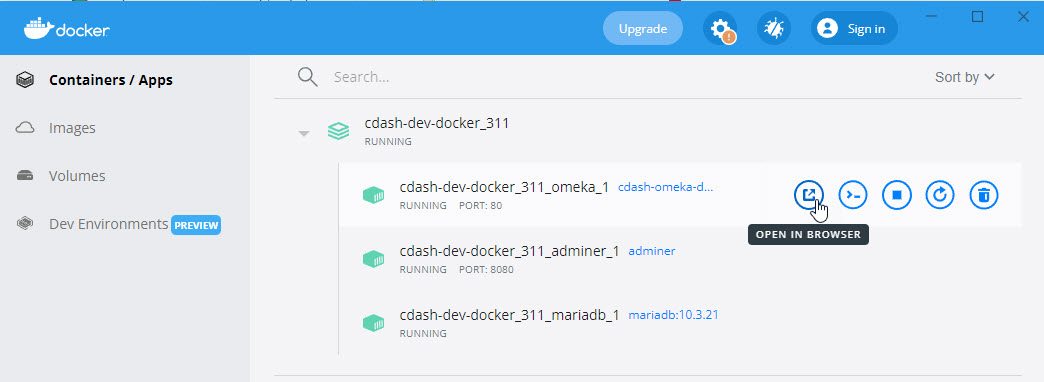 docker
Upgrade
Sign in
Containers / Apps
Images
Volumes
Dev Environments PREVIEW
Search...
Sort by
cdash-dev-docker_311
RUNNING
cdash-dev-docker_311_omeka_1 cdash-omeka-d...
RUNNING PORT: 80
OPEN IN BROWSER
cdash-dev-docker_311_adminer_1 adminer
RUNNING PORT: 8080
cdash-dev-docker_311_mariadb_1 mariadb:10.3.21
RUNNING